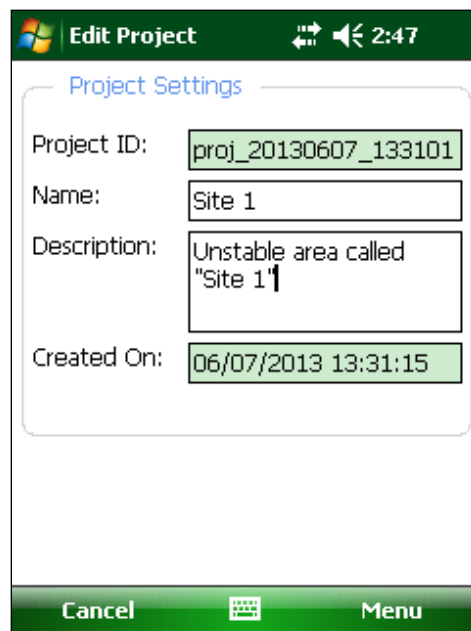 Edit Project 2:47
Project Settings
Project ID: proj_20130607_133101
Name: Site 1
Description: Unstable area called
"Site 1"
Created On: 06/07/2013 13:31:15
Cancel Menu